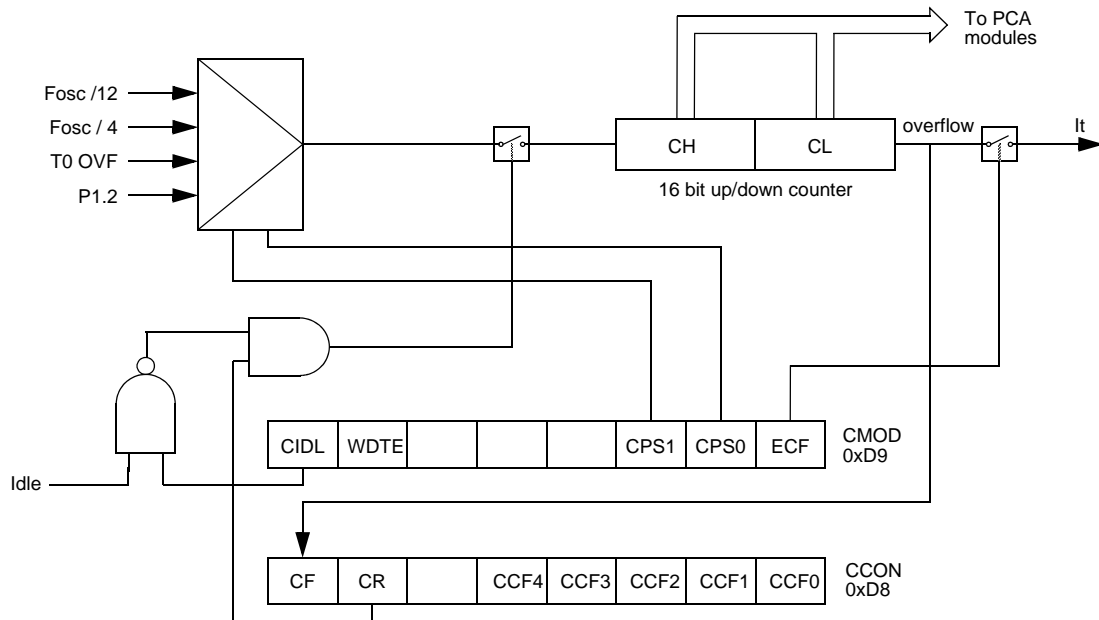 To PCA
modules
Fosc /12
Fosc / 4
T0 OVF
P1.2
CH
CL
overflow
It
16 bit up/down counter
CIDL
WDTE
CPS1
CPS0
ECF
CMOD
0xD9
Idle
CF
CR
CCF4
CCF3
CCF2
CCF1
CCF0
CCON
0xD8